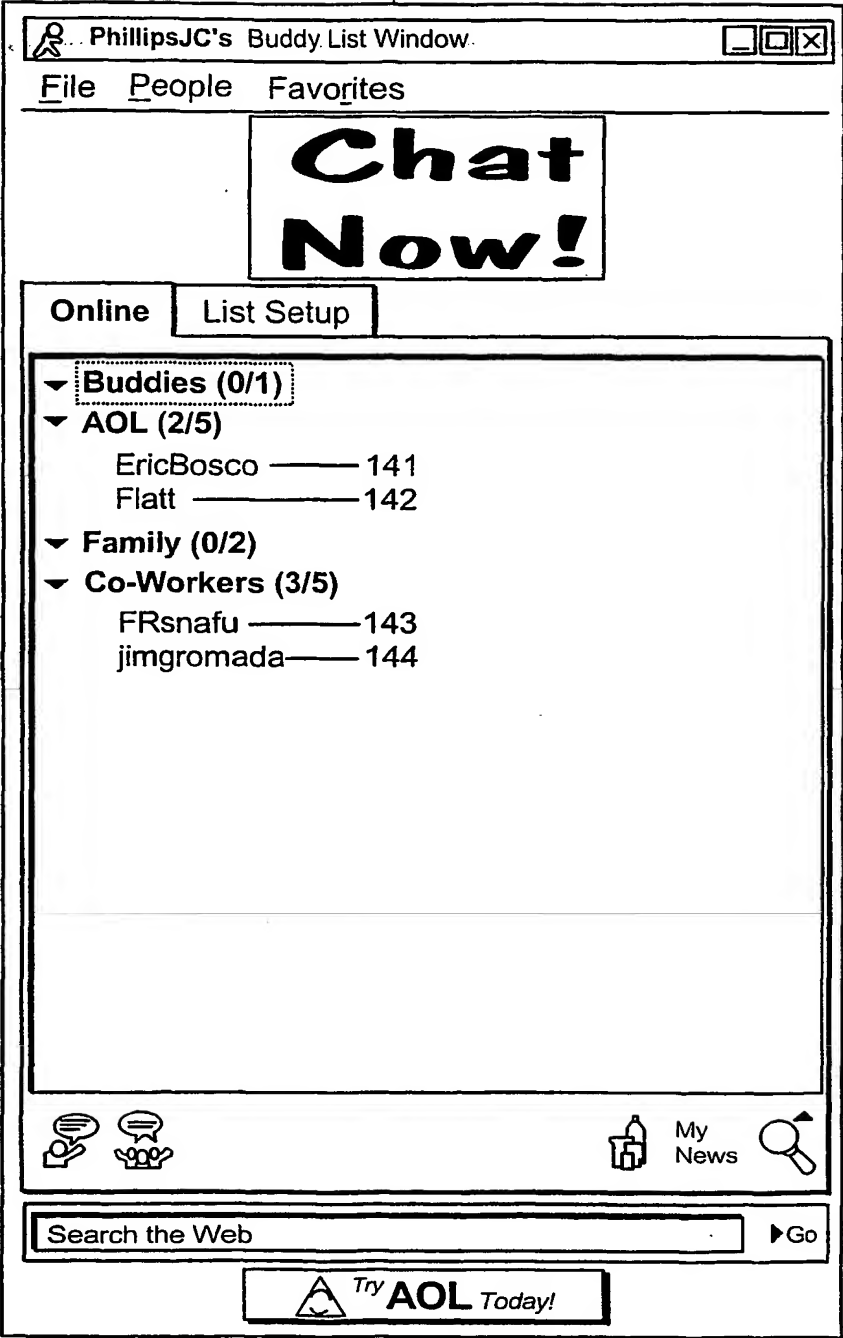 PhillipsJC's Buddy List Window
File People Favorites
Chat
Now!
Online List Setup
Buddies (0/1)
AOL (2/5)
EricBosco 141
Flatt 142
Family (0/2)
Co-Workers (3/5)
FRsnafu 143
jimgromada 144
My
News
Search the Web Go
Try AOL Today!